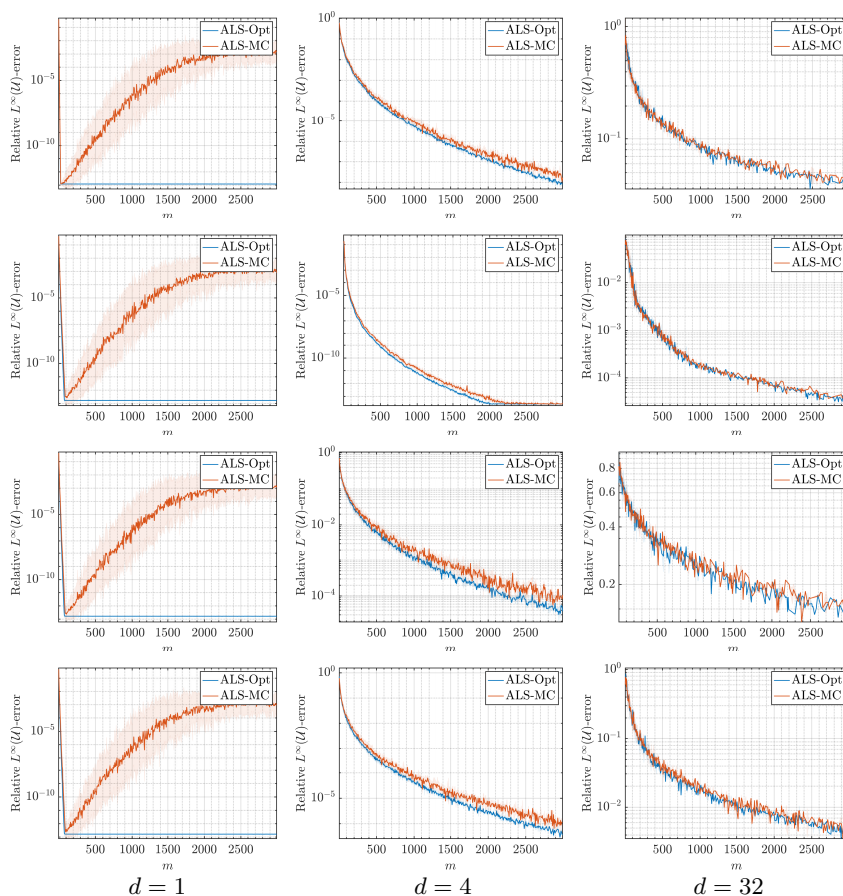 Relative L^∞(U)-error
10^-5
10^-10
ALS-Opt
ALS-MC
500 1000 1500 2000 2500
m
Relative L^∞(U)-error
10^0
10^-5
ALS-Opt
ALS-MC
500 1000 1500 2000 2500
m
Relative L^∞(U)-error
10^0
10^-1
ALS-Opt
ALS-MC
500 1000 1500 2000 2500
m
Relative L^∞(U)-error
10^-5
10^-10
ALS-Opt
ALS-MC
500 1000 1500 2000 2500
m
Relative L^∞(U)-error
10^-5
10^-10
ALS-Opt
ALS-MC
500 1000 1500 2000 2500
m
Relative L^∞(U)-error
10^-2
10^-3
10^-4
ALS-Opt
ALS-MC
500 1000 1500 2000 2500
m
Relative L^∞(U)-error
10^-5
10^-10
ALS-Opt
ALS-MC
500 1000 1500 2000 2500
m
Relative L^∞(U)-error
10^0
10^-2
10^-4
ALS-Opt
ALS-MC
500 1000 1500 2000 2500
m
Relative L^∞(U)-error
0.8
0.6
0.4
0.2
ALS-Opt
ALS-MC
500 1000 1500 2000 2500
m
Relative L^∞(U)-error
10^-5
10^-10
ALS-Opt
ALS-MC
500 1000 1500 2000 2500
m
Relative L^∞(U)-error
10^0
10^-5
ALS-Opt
ALS-MC
500 1000 1500 2000 2500
m
Relative L^∞(U)-error
10^0
10^-1
10^-2
ALS-Opt
ALS-MC
500 1000 1500 2000 2500
m
d = 1
d = 4
d = 32